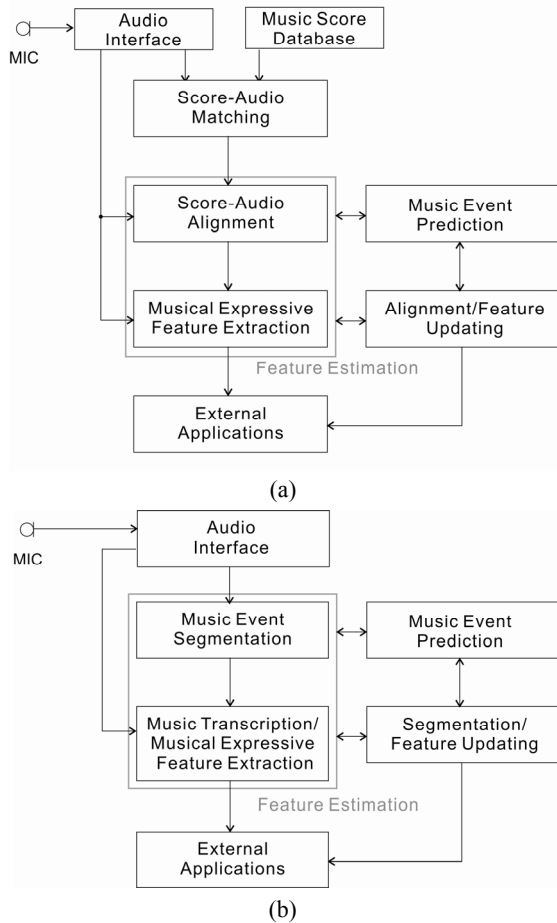 MIC
Audio
Interface
Music Score
Database
Score-Audio
Matching
Score-Audio
Alignment
Music Event
Prediction
Musical Expressive
Feature Extraction
Alignment/Feature
Updating
Feature Estimation
External
Applications
(a)
MIC
Audio
Interface
Music Event
Segmentation
Music Event
Prediction
Music Transcription/
Musical Expressive
Feature Extraction
Segmentation/
Feature Updating
Feature Estimation
External
Applications
(b)